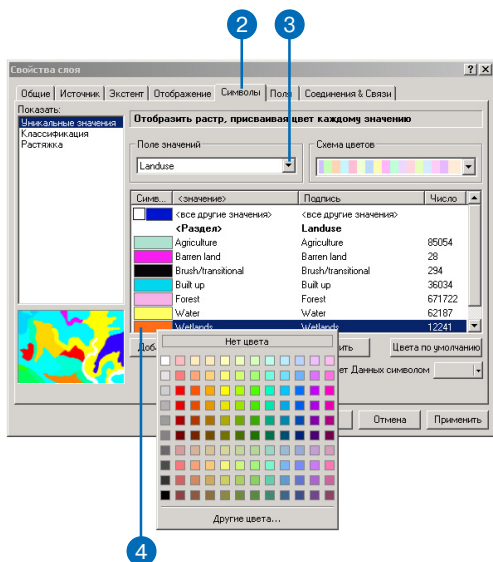 2 3
Свойства слоя
Общие Источник Экстент Отображение Символы Поля Соединения & Связи
Показать:
Уникальные значения
Классификация
Растяжка
Отобразить растр, присваивая цвет каждому значению
Поле значений
Схема цветов
Landuse
Симв... <значение> Подпись Число
<все другие значения> <все другие значения>
<Раздел> Landuse
Agriculture Agriculture 85054
Barren land Barren land 28
Brush/transitional Brush/transitional 294
Built up Built up 36034
Forest Forest 671722
Water Water 62187
Wetlands Wetlands 12241
Нет цвета
Цвета по умолчанию
Данных символом
Отмена Применить
Другие цвета...
4